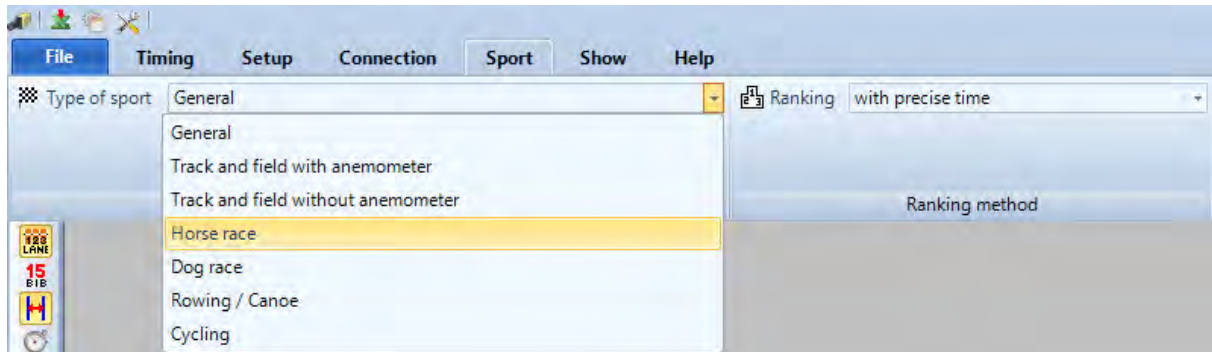 File Timing Setup Connection Sport Show Help
Type of sport General Ranking with precise time
General
Track and field with anemometer
Track and field without anemometer
Ranking method
Horse race
Dog race
Rowing / Canoe
Cycling
123
LANE
15
BIB